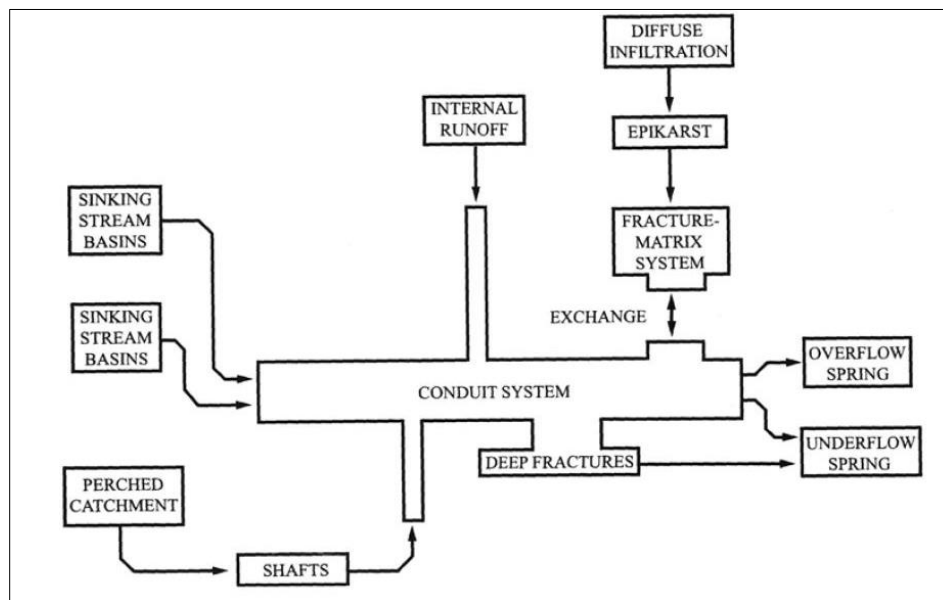 DIFFUSE
INFILTRATION
INTERNAL
RUNOFF
EPIKARST
SINKING
STREAM
BASINS
FRACTURE-
MATRIX
SYSTEM
SINKING
STREAM
BASINS
EXCHANGE
CONDUIT SYSTEM
OVERFLOW
SPRING
DEEP FRACTURES
UNDERFLOW
SPRING
PERCHED
CATCHMENT
SHAFTS